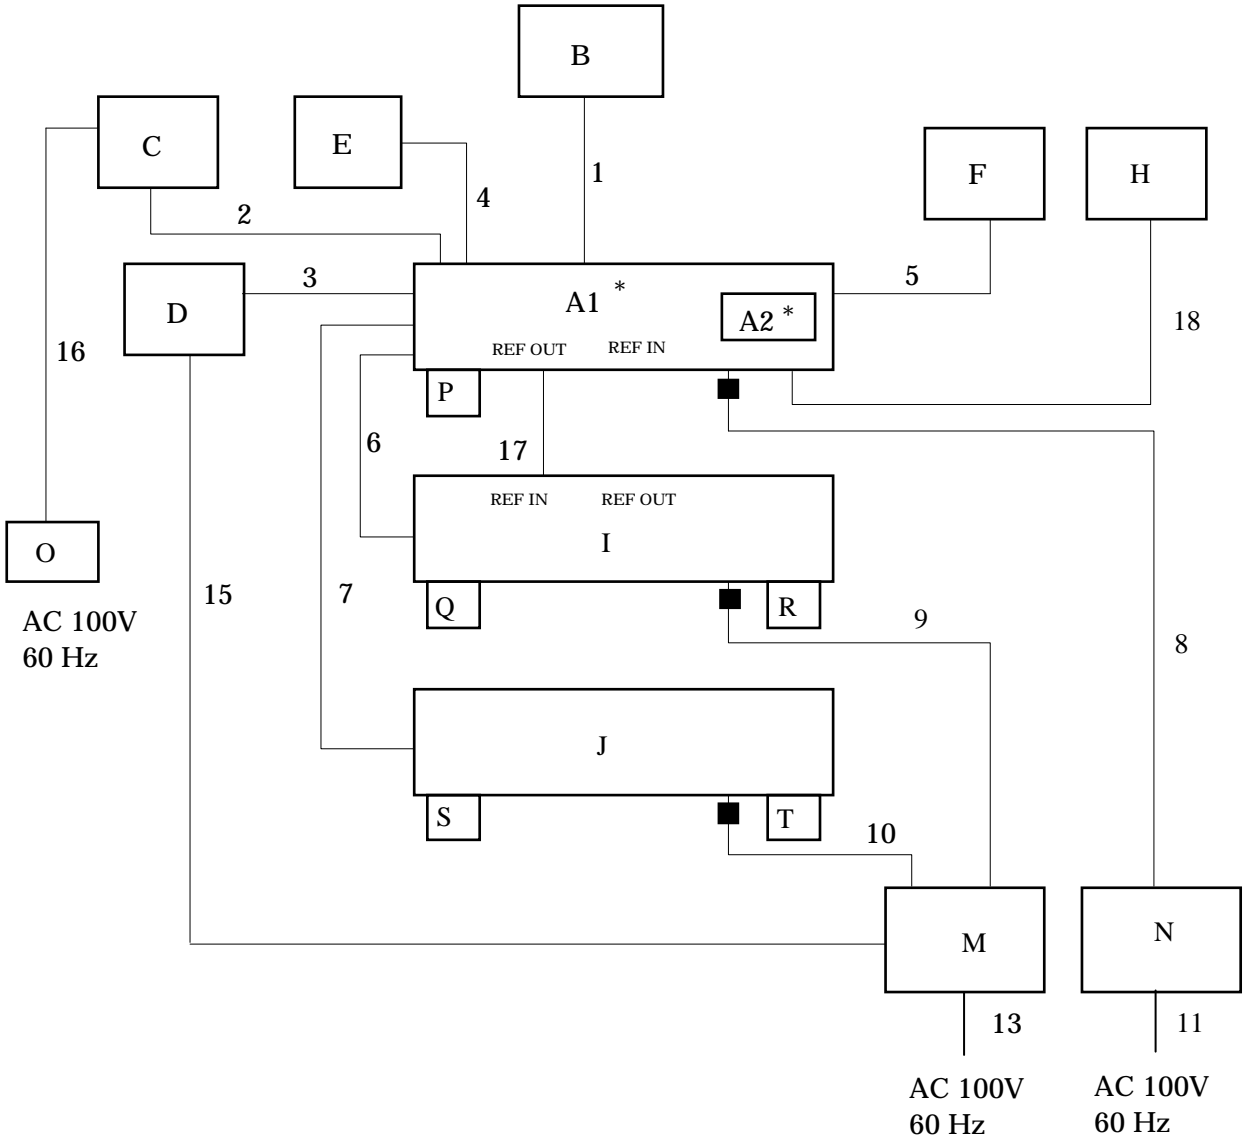 B
C
E
F
H
1
4
2
3
5
A1 *
A2 *
D
18
16
REF OUT
REF IN
P
6
17
REF IN
REF OUT
O
I
7
15
Q
R
AC 100V
60 Hz
9
8
J
S
T
10
M
N
13
11
AC 100V
60 Hz
AC 100V
60 Hz